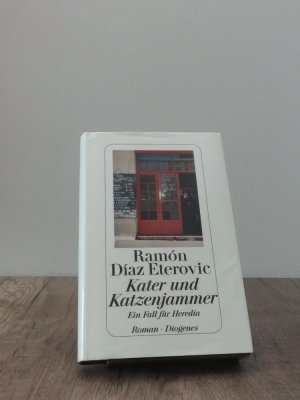 Ramón
Díaz Eterovic
Kater und
Katzenjammer
Ein Fall für Heredia
Roman · Diogenes